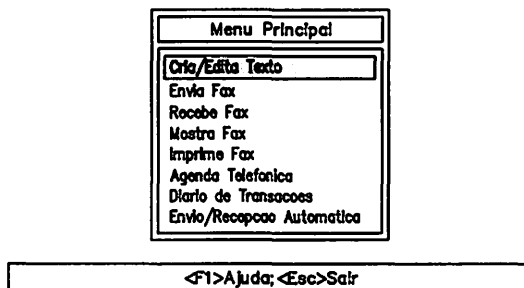 Menu Principal
Cria/Edita Texto
Envia Fax
Recebe Fax
Mostra Fax
Imprime Fax
Agenda Telefonica
Diario de Transacoes
Envio/Recepcao Automatica
<F1>Ajuda; <Esc>Sair